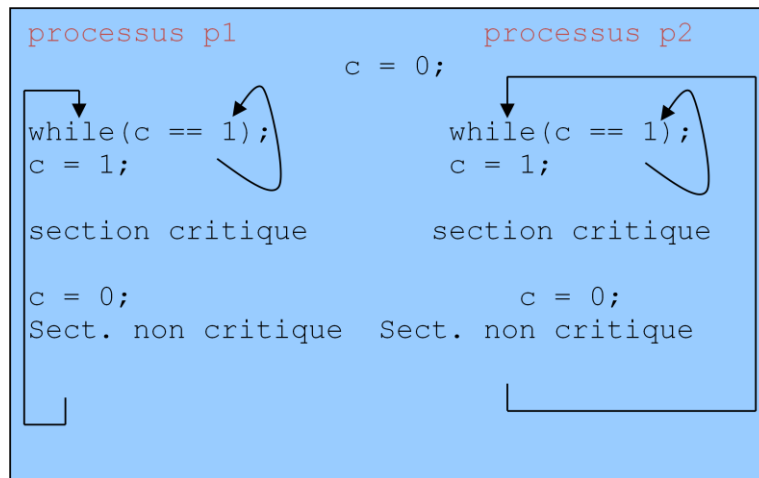 processus p1 processus p2
c = 0;
while(c == 1); while(c == 1);
c = 1; c = 1;
section critique section critique
c = 0; c = 0;
Sect. non critique Sect. non critique